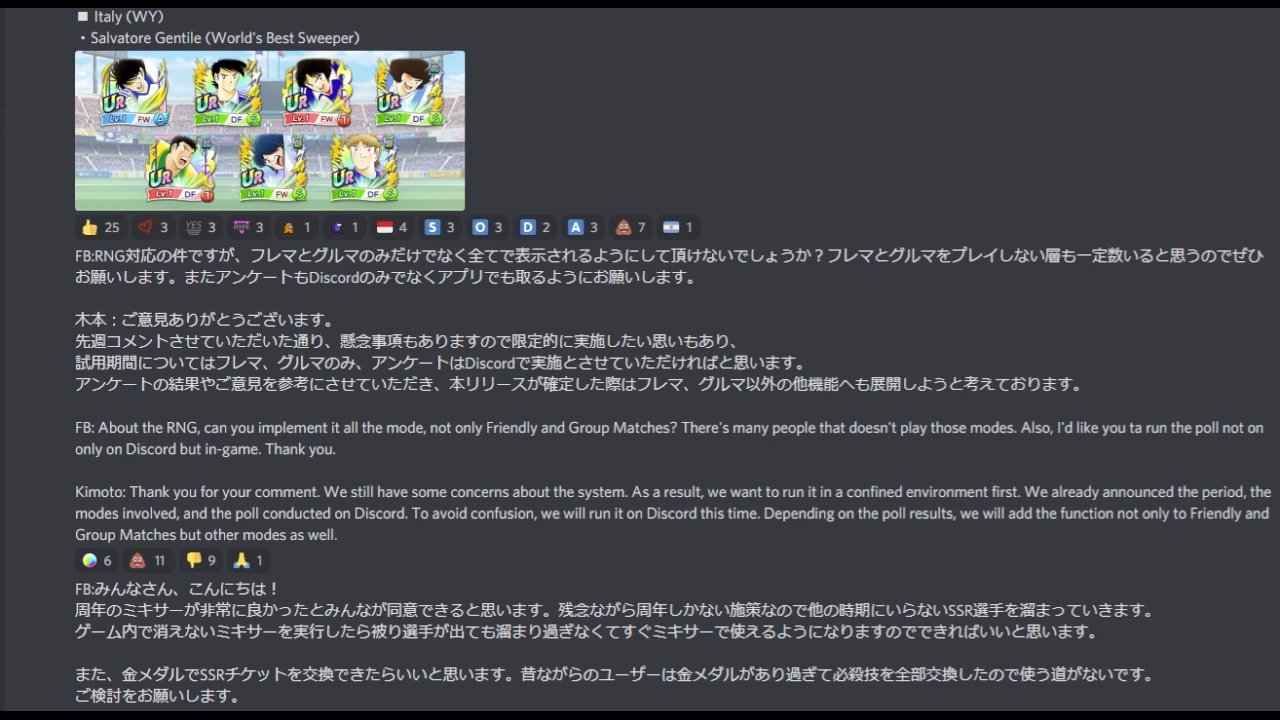 ■ Italy (WY)
・Salvatore Gentile (World's Best Sweeper)
UR UR UR UR
Lv.1 FW Lv.1 DF S Lv.1 FW T Lv.1 DF S
UR UR UR
Lv.1 DF T Lv.1 FW S Lv.1 DF S
25 3 YES 3 HYPE 3 1 1 4 S 3 O 3 D 2 A 3 7 1
FB:RNG対応の件ですが、フレマとグルマのみだけでなく全てで表示されるようにして頂けないでしょうか？フレマとグルマをプレイしない層も一定数いると思うのでぜひ
お願いします。またアンケートもDiscordのみでなくアプリでも取るようにお願いします。
木本：ご意見ありがとうございます。
先週コメントさせていただいた通り、懸念事項もありますので限定的に実施したい思いもあり、
試用期間についてはフレマ、グルマのみ、アンケートはDiscordで実施とさせていただければと思います。
アンケートの結果やご意見を参考にさせていただき、本リリースが確定した際はフレマ、グルマ以外の他機能へも展開しようと考えております。
FB: About the RNG, can you implement it all the mode, not only Friendly and Group Matches? There's many people that doesn't play those modes. Also, I'd like you ta run the poll not on
only on Discord but in-game. Thank you.
Kimoto: Thank you for your comment. We still have some concerns about the system. As a result, we want to run it in a confined environment first. We already announced the period, the
modes involved, and the poll conducted on Discord. To avoid confusion, we will run it on Discord this time. Depending on the poll results, we will add the function not only to Friendly and
Group Matches but other modes as well.
6 11 9 1
FB:みんなさん、こんにちは！
周年のミキサーが非常に良かったとみんなが同意できると思います。残念ながら周年しかない施策なので他の時期にいらないSSR選手を溜まっていきます。
ゲーム内で消えないミキサーを実行したら被り選手が出ても溜まり過ぎなくてすぐミキサーで使えるようになりますのでできればいいと思います。
また、金メダルでSSRチケットを交換できたらいいと思います。昔ながらのユーザーは金メダルがあり過ぎて必殺技を全部交換したので使う道がないです。
ご検討をお願いします。